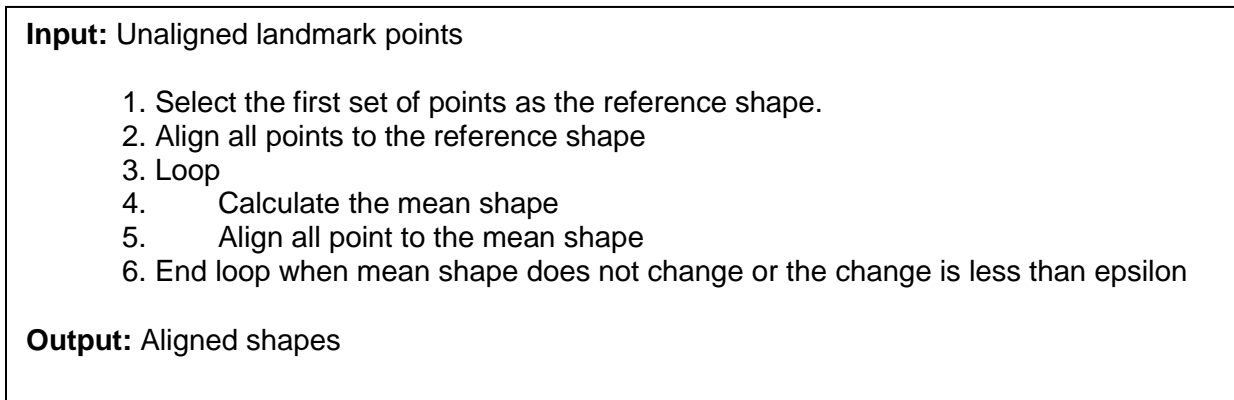 Input: Unaligned landmark points
1. Select the first set of points as the reference shape.
2. Align all points to the reference shape
3. Loop
4. Calculate the mean shape
5. Align all point to the mean shape
6. End loop when mean shape does not change or the change is less than epsilon
Output: Aligned shapes